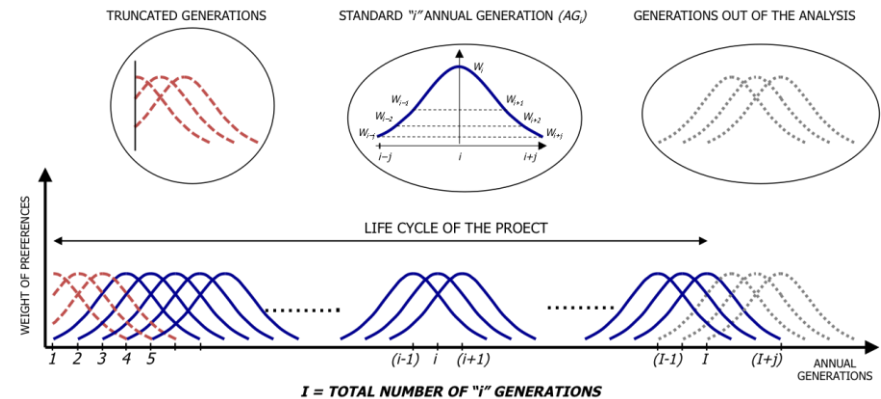 TRUNCATED GENERATIONS
STANDARD "i" ANNUAL GENERATION (AGi)
GENERATIONS OUT OF THE ANALYSIS
Wi
Wi−1
Wi+1
Wi−2
Wi+2
Wi−j
Wi+j
i−j
i
i+j
WEIGHT OF PREFERENCES
LIFE CYCLE OF THE PROECT
1
2
3
4
5
(i-1)
i
(i+1)
(I-1)
I
(I+j)
ANNUAL
GENERATIONS
I = TOTAL NUMBER OF "i" GENERATIONS